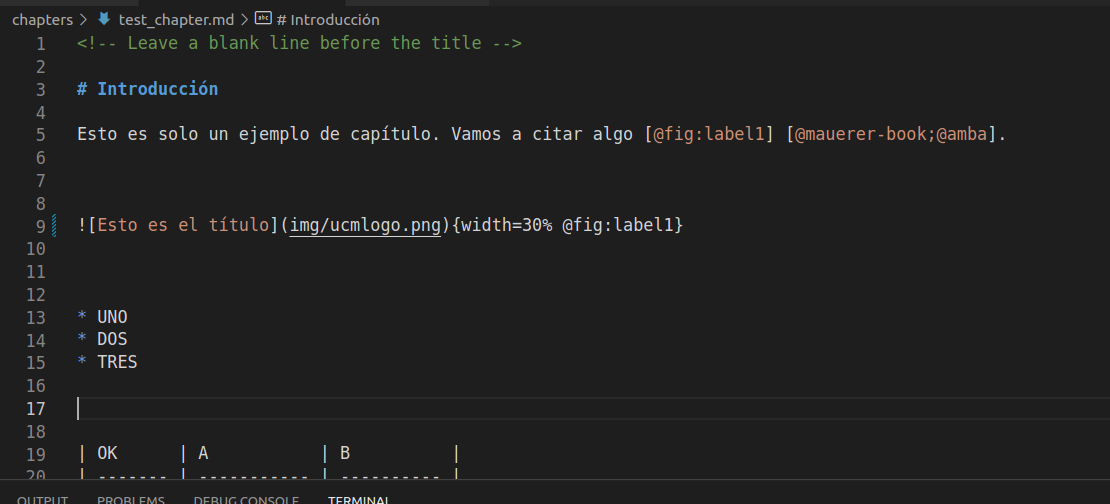 chapters > test_chapter.md > # Introducción
1 <!-- Leave a blank line before the title -->
2
3 # Introducción
4
5 Esto es solo un ejemplo de capítulo. Vamos a citar algo [@fig:label1] [@mauerer-book;@amba].
6
7
8
9 ![Esto es el título](img/ucmlogo.png){width=30% @fig:label1}
10
11
12
13 * UNO
14 * DOS
15 * TRES
16
17
18
19 | OK | A | B |
20 | ------- | ----------- | ---------- |
OUTPUT PROBLEMS DEBUG CONSOLE TERMINAL